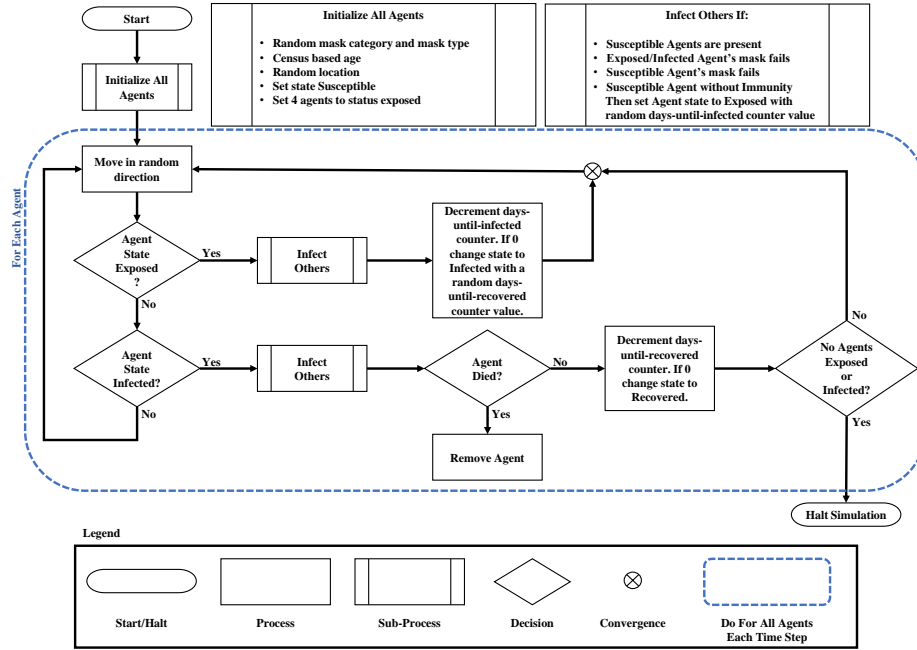 Start
Initialize All
Agents
Initialize All Agents
• Random mask category and mask type
• Census based age
• Random location
• Set state Susceptible
• Set 4 agents to status exposed
Infect Others If:
• Susceptible Agents are present
• Exposed/Infected Agent's mask fails
• Susceptible Agent's mask fails
• Susceptible Agent without Immunity
Then set Agent state to Exposed with
random days-until-infected counter value
For Each Agent
Move in random
direction
Agent
State
Exposed
?
Yes
No
Infect
Others
Decrement days-
until-infected
counter. If 0
change state to
Infected with a
random days-
until-recovered
counter value.
Agent
State
Infected?
Yes
No
Infect
Others
Agent
Died?
No
Yes
Remove Agent
Decrement days-
until-recovered
counter. If 0
change state to
Recovered.
No
No Agents
Exposed
or
Infected?
Yes
Halt Simulation
Legend
Start/Halt
Process
Sub-Process
Decision
Convergence
Do For All Agents
Each Time Step